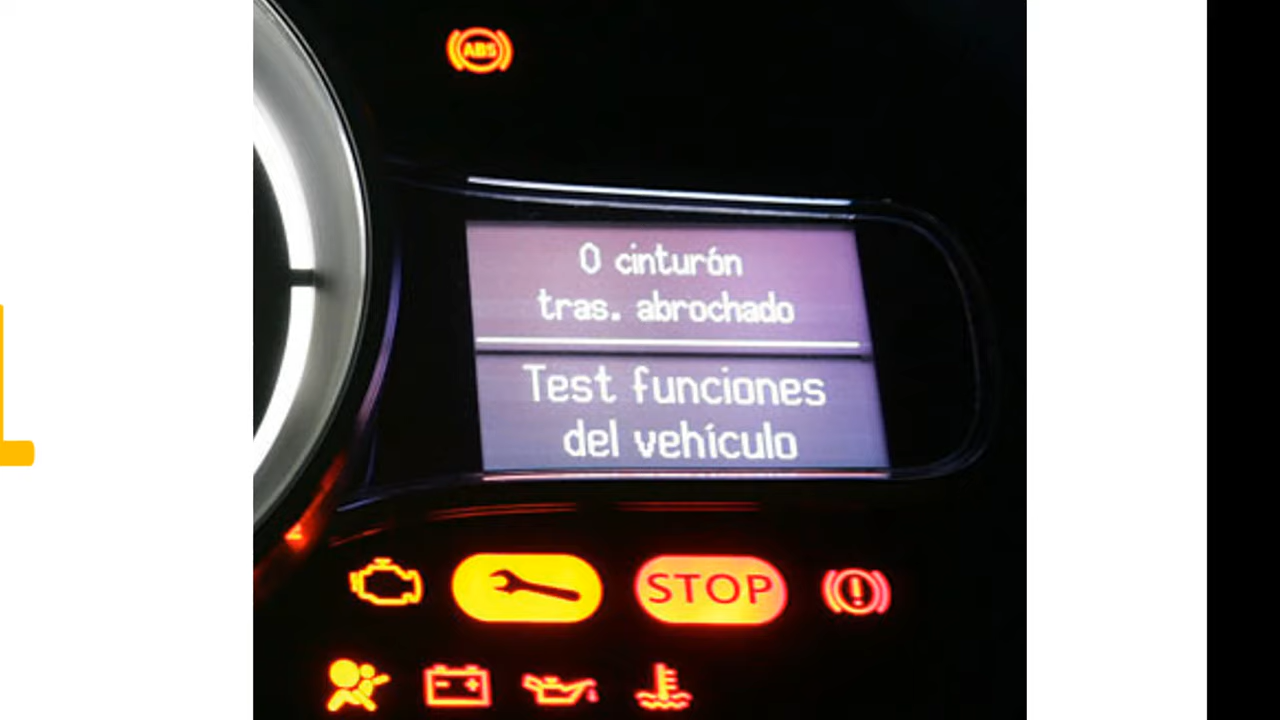 ABS
0 cinturón
tras. abrochado
Test funciones
del vehículo
STOP